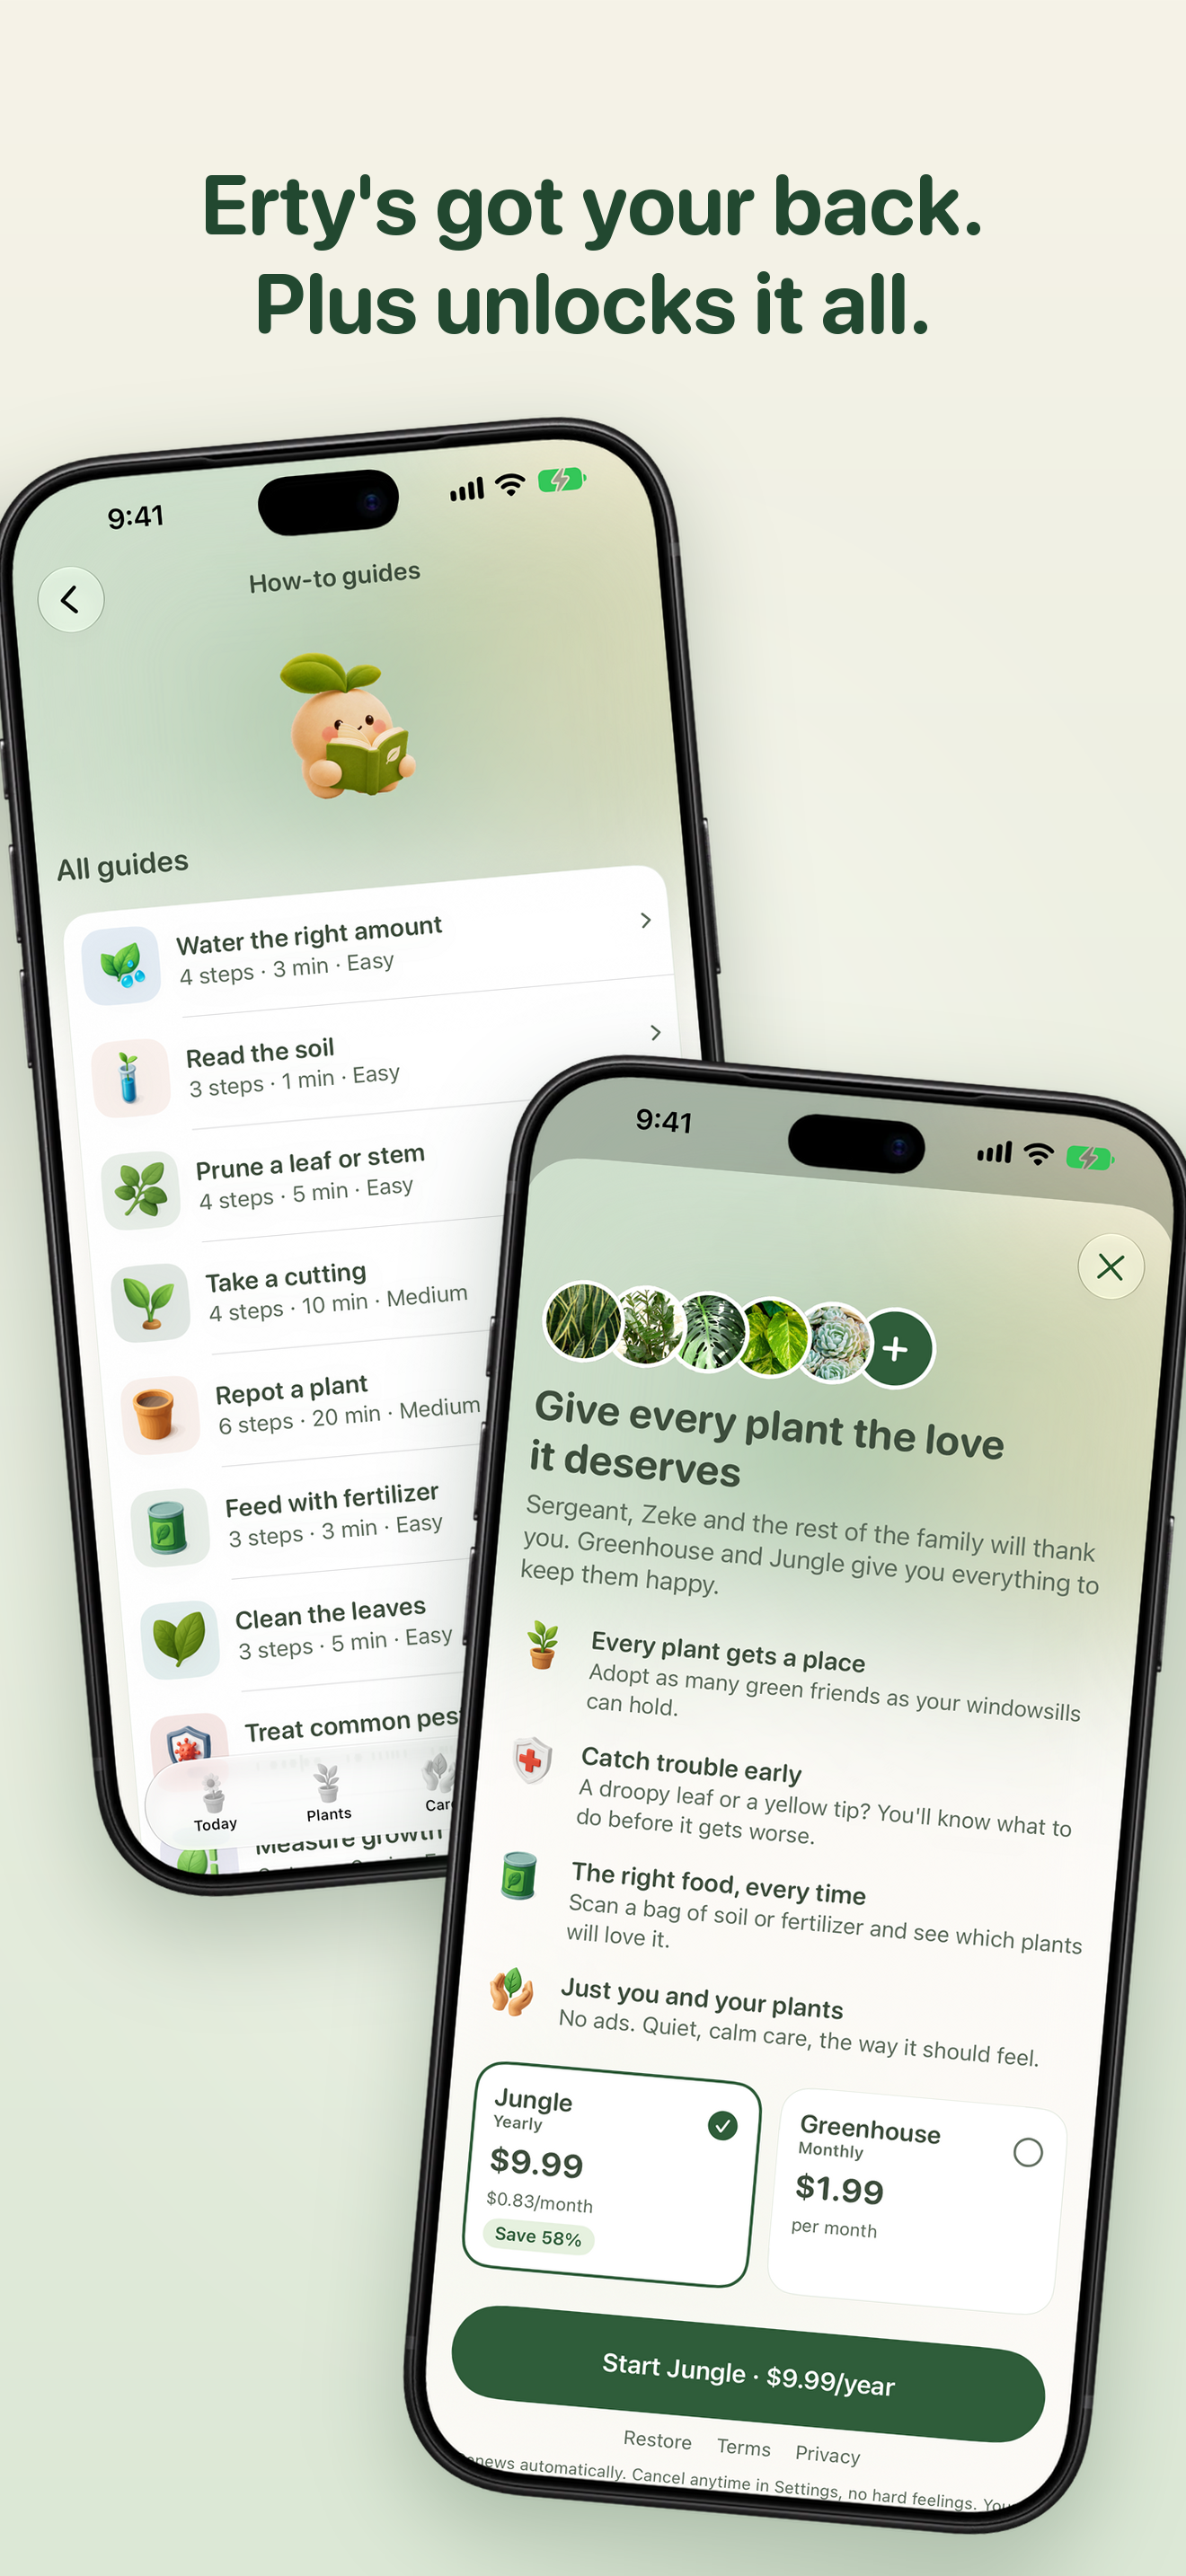 Erty's got your back.
Plus unlocks it all.
9:41
How-to guides
All guides
Water the right amount
4 steps · 3 min · Easy
Read the soil
3 steps · 1 min · Easy
Prune a leaf or stem
4 steps · 5 min · Easy
Take a cutting
4 steps · 10 min · Medium
Repot a plant
6 steps · 20 min · Medium
Feed with fertilizer
3 steps · 3 min · Easy
Clean the leaves
3 steps · 5 min · Easy
Treat common
Today
Plants
Measure growth
9:41
Give every plant the love
it deserves
Sergeant, Zeke and the rest of the family will thank
you. Greenhouse and Jungle give you everything to
keep them happy.
Every plant gets a place
Adopt as many green friends as your windowsills
can hold.
Catch trouble early
A droopy leaf or a yellow tip? You'll know what to
do before it gets worse.
The right food, every time
Scan a bag of soil or fertilizer and see which plants
will love it.
Just you and your plants
No ads. Quiet, calm care, the way it should feel.
Jungle
Yearly
$9.99
$0.83/month
Save 58%
Greenhouse
Monthly
$1.99
per month
Start Jungle · $9.99/year
Restore Terms Privacy
automatically. Cancel anytime in Settings, no hard feelings.